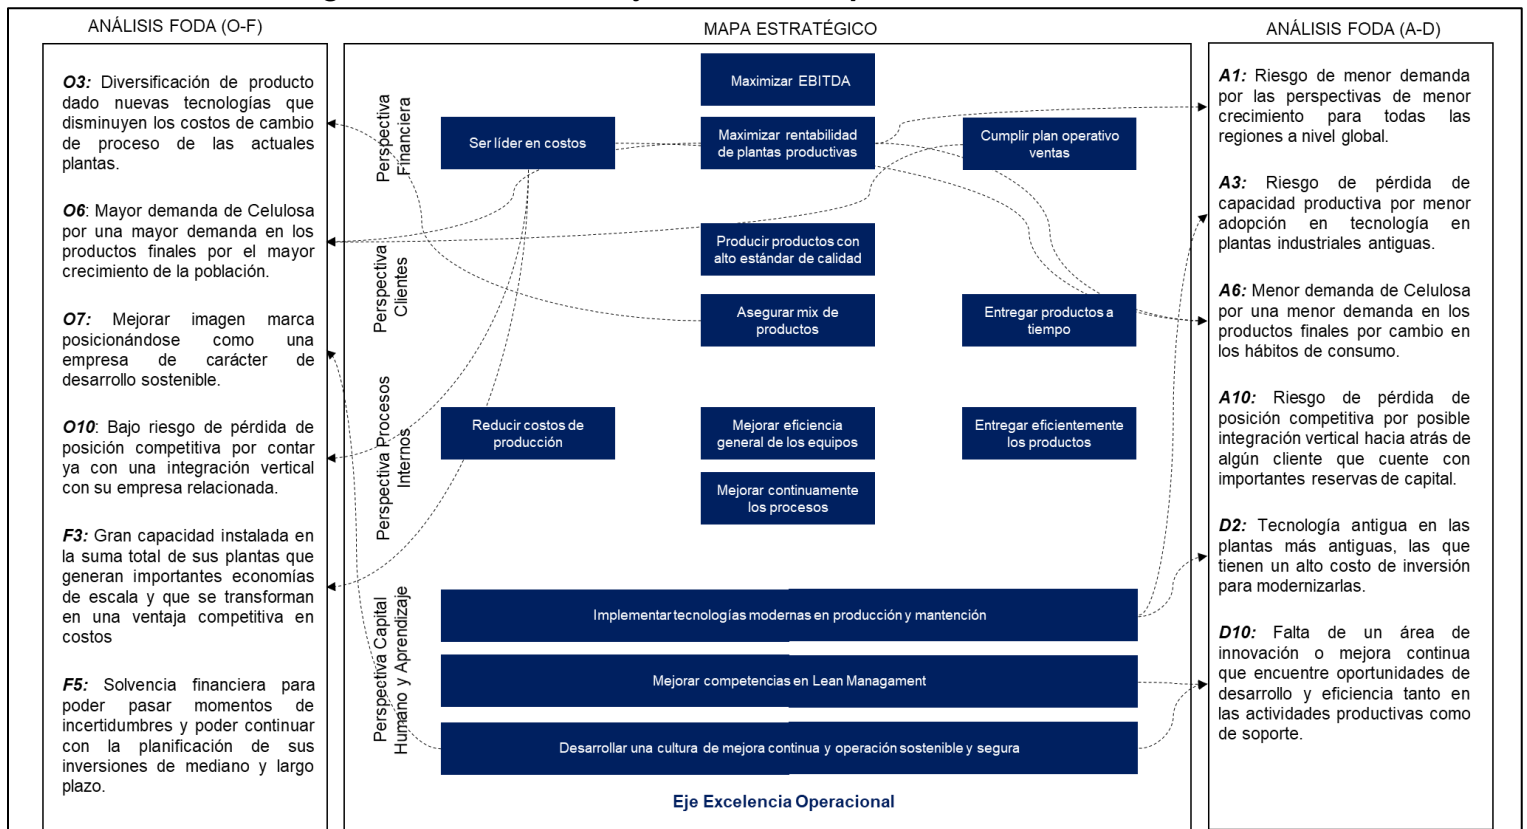 ANÁLISIS FODA (O-F)
O3: Diversificación de producto
dado nuevas tecnologías que
disminuyen los costos de cambio
de proceso de las actuales
plantas.
O6: Mayor demanda de Celulosa
por una mayor demanda en los
productos finales por el mayor
crecimiento de la población.
O7: Mejorar imagen marca
posicionándose como una
empresa de carácter de
desarrollo sostenible.
O10: Bajo riesgo de pérdida de
posición competitiva por contar
ya con una integración vertical
con su empresa relacionada.
F3: Gran capacidad instalada en
la suma total de sus plantas que
generan importantes economías
de escala y que se transforman
en una ventaja competitiva en
costos
F5: Solvencia financiera para
poder pasar momentos de
incertidumbres y poder continuar
con la planificación de sus
inversiones de mediano y largo
plazo.
MAPA ESTRATÉGICO
Perspectiva
Financiera
Maximizar EBITDA
Ser líder en costos
Maximizar rentabilidad
de plantas productivas
Cumplir plan operativo
ventas
Perspectiva
Clientes
Producir productos con
alto estándar de calidad
Asegurar mix de
productos
Entregar productos a
tiempo
Perspectiva Procesos
Internos
Reducir costos de
producción
Mejorar eficiencia
general de los equipos
Entregar eficientemente
los productos
Mejorar continuamente
los procesos
Perspectiva Capital
Humano y Aprendizaje
Implementar tecnologías modernas en producción y mantención
Mejorar competencias en Lean Managament
Desarrollar una cultura de mejora continua y operación sostenible y segura
Eje Excelencia Operacional
ANÁLISIS FODA (A-D)
A1: Riesgo de menor demanda
por las perspectivas de menor
crecimiento para todas las
regiones a nivel global.
A3: Riesgo de pérdida de
capacidad productiva por menor
adopción en tecnología en
plantas industriales antiguas.
A6: Menor demanda de Celulosa
por una menor demanda en los
productos finales por cambio en
los hábitos de consumo.
A10: Riesgo de pérdida de
posición competitiva por posible
integración vertical hacia atrás de
algún cliente que cuente con
importantes reservas de capital.
D2: Tecnología antigua en las
plantas más antiguas, las que
tienen un alto costo de inversión
para modernizarlas.
D10: Falta de un área de
innovación o mejora continua
que encuentre oportunidades de
desarrollo y eficiencia tanto en
las actividades productivas como
de soporte.